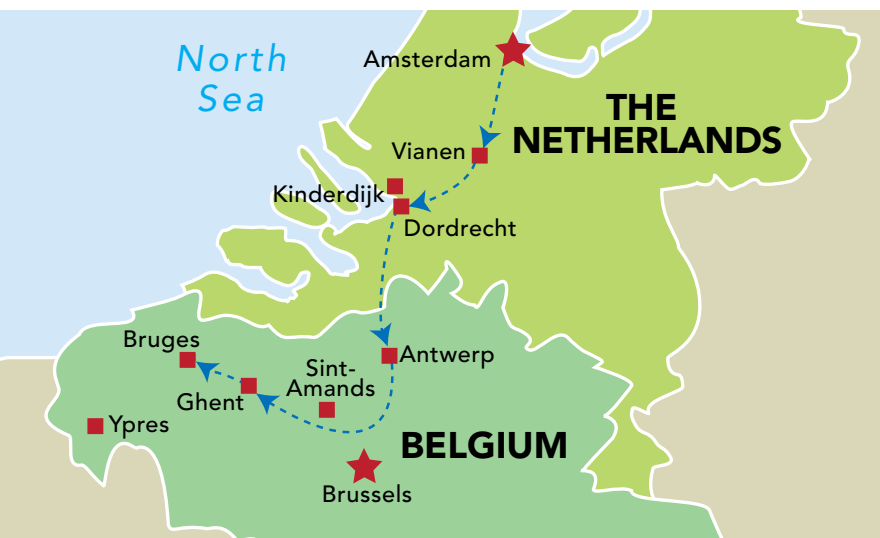 North
Sea
Amsterdam
THE
NETHERLANDS
Vianen
Kinderdijk
Dordrecht
Bruges
Antwerp
Sint-
Amands
Ghent
Ypres
BELGIUM
Brussels